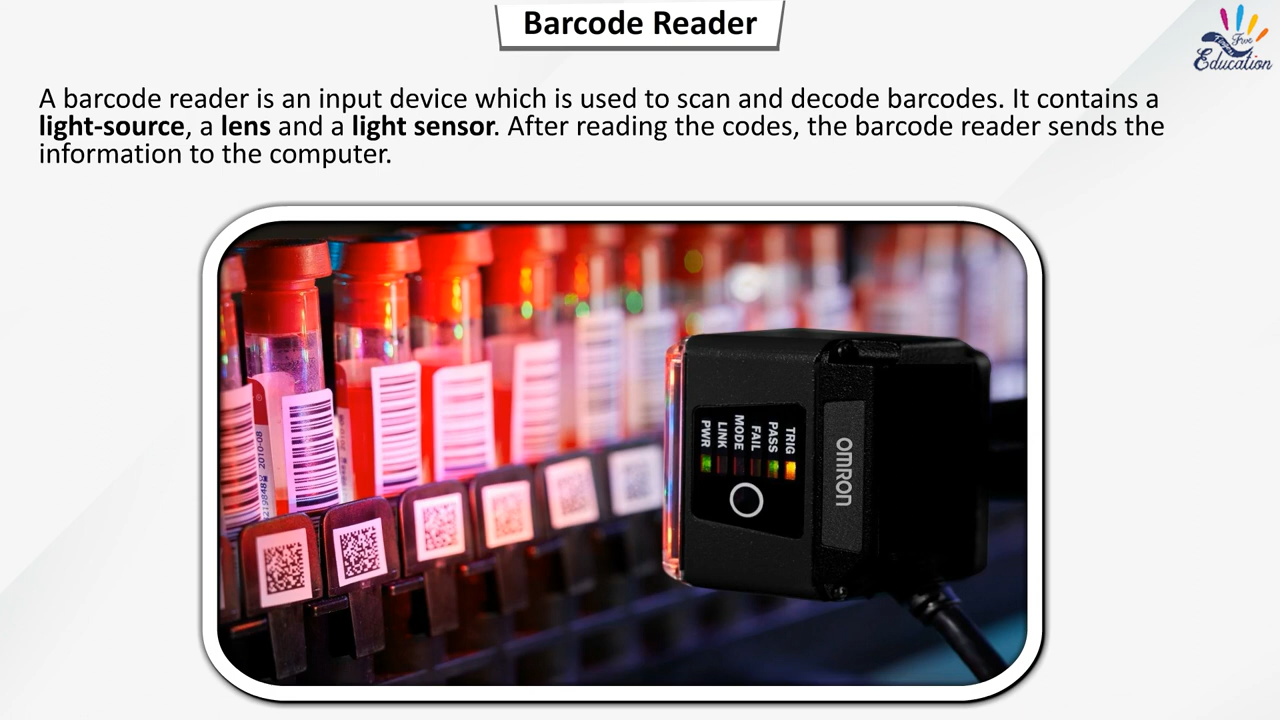 Barcode Reader
Five
Education
A barcode reader is an input device which is used to scan and decode barcodes. It contains a
light-source, a lens and a light sensor. After reading the codes, the barcode reader sends the
information to the computer.
TRIG
PASS
FAIL
MODE
LINK
PWR
OMRON